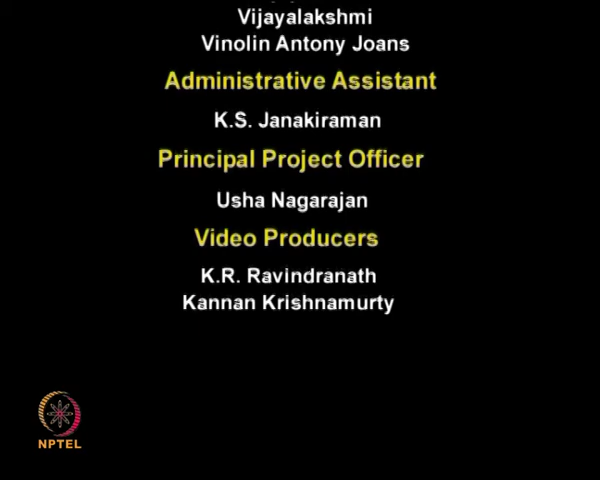 Vijayalakshmi
Vinolin Antony Joans
Administrative Assistant
K.S. Janakiraman
Principal Project Officer
Usha Nagarajan
Video Producers
K.R. Ravindranath
Kannan Krishnamurty
NPTEL